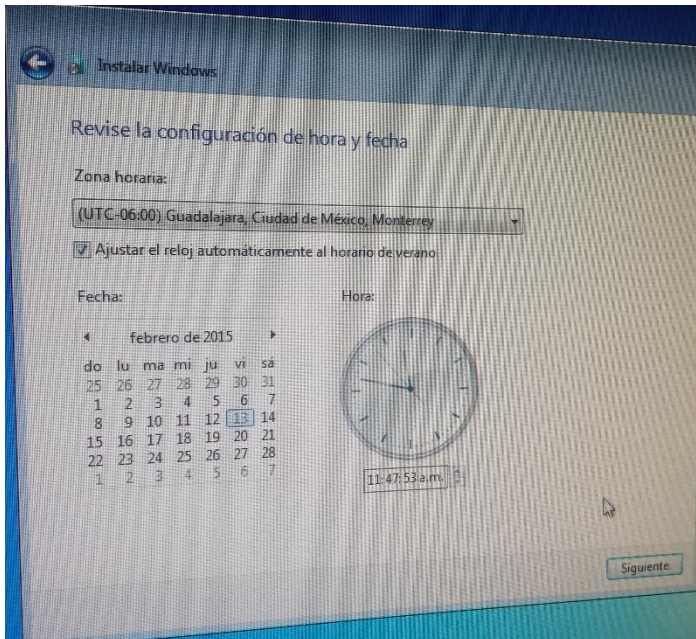 Instalar Windows
Revise la configuración de hora y fecha
Zona horaria:
(UTC-06:00) Guadalajara, Ciudad de México, Monterrey
Ajustar el reloj automáticamente al horario de verano
Fecha:
Hora:
febrero de 2015
do lu ma mi ju vi sá
25 26 27 28 29 30 31
1 2 3 4 5 6 7
8 9 10 11 12 13 14
15 16 17 18 19 20 21
22 23 24 25 26 27 28
1 2 3 4 5 6 7
11:47:53 a.m.
Siguiente